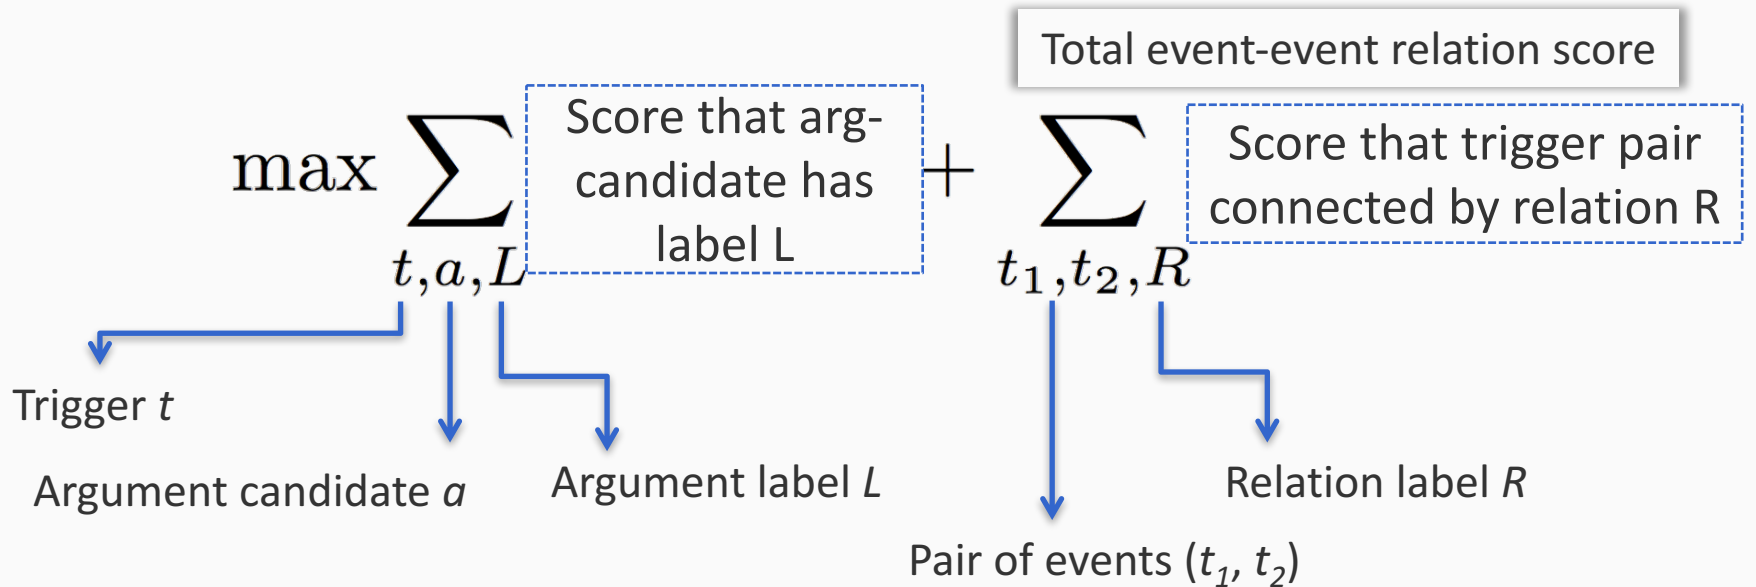 Total event-event relation score
max ∑ Score that arg-
candidate has
label L
+ ∑ Score that trigger pair
connected by relation R
t,a,L
t₁,t₂,R
Trigger t
Argument candidate a
Argument label L
Relation label R
Pair of events (t₁, t₂)